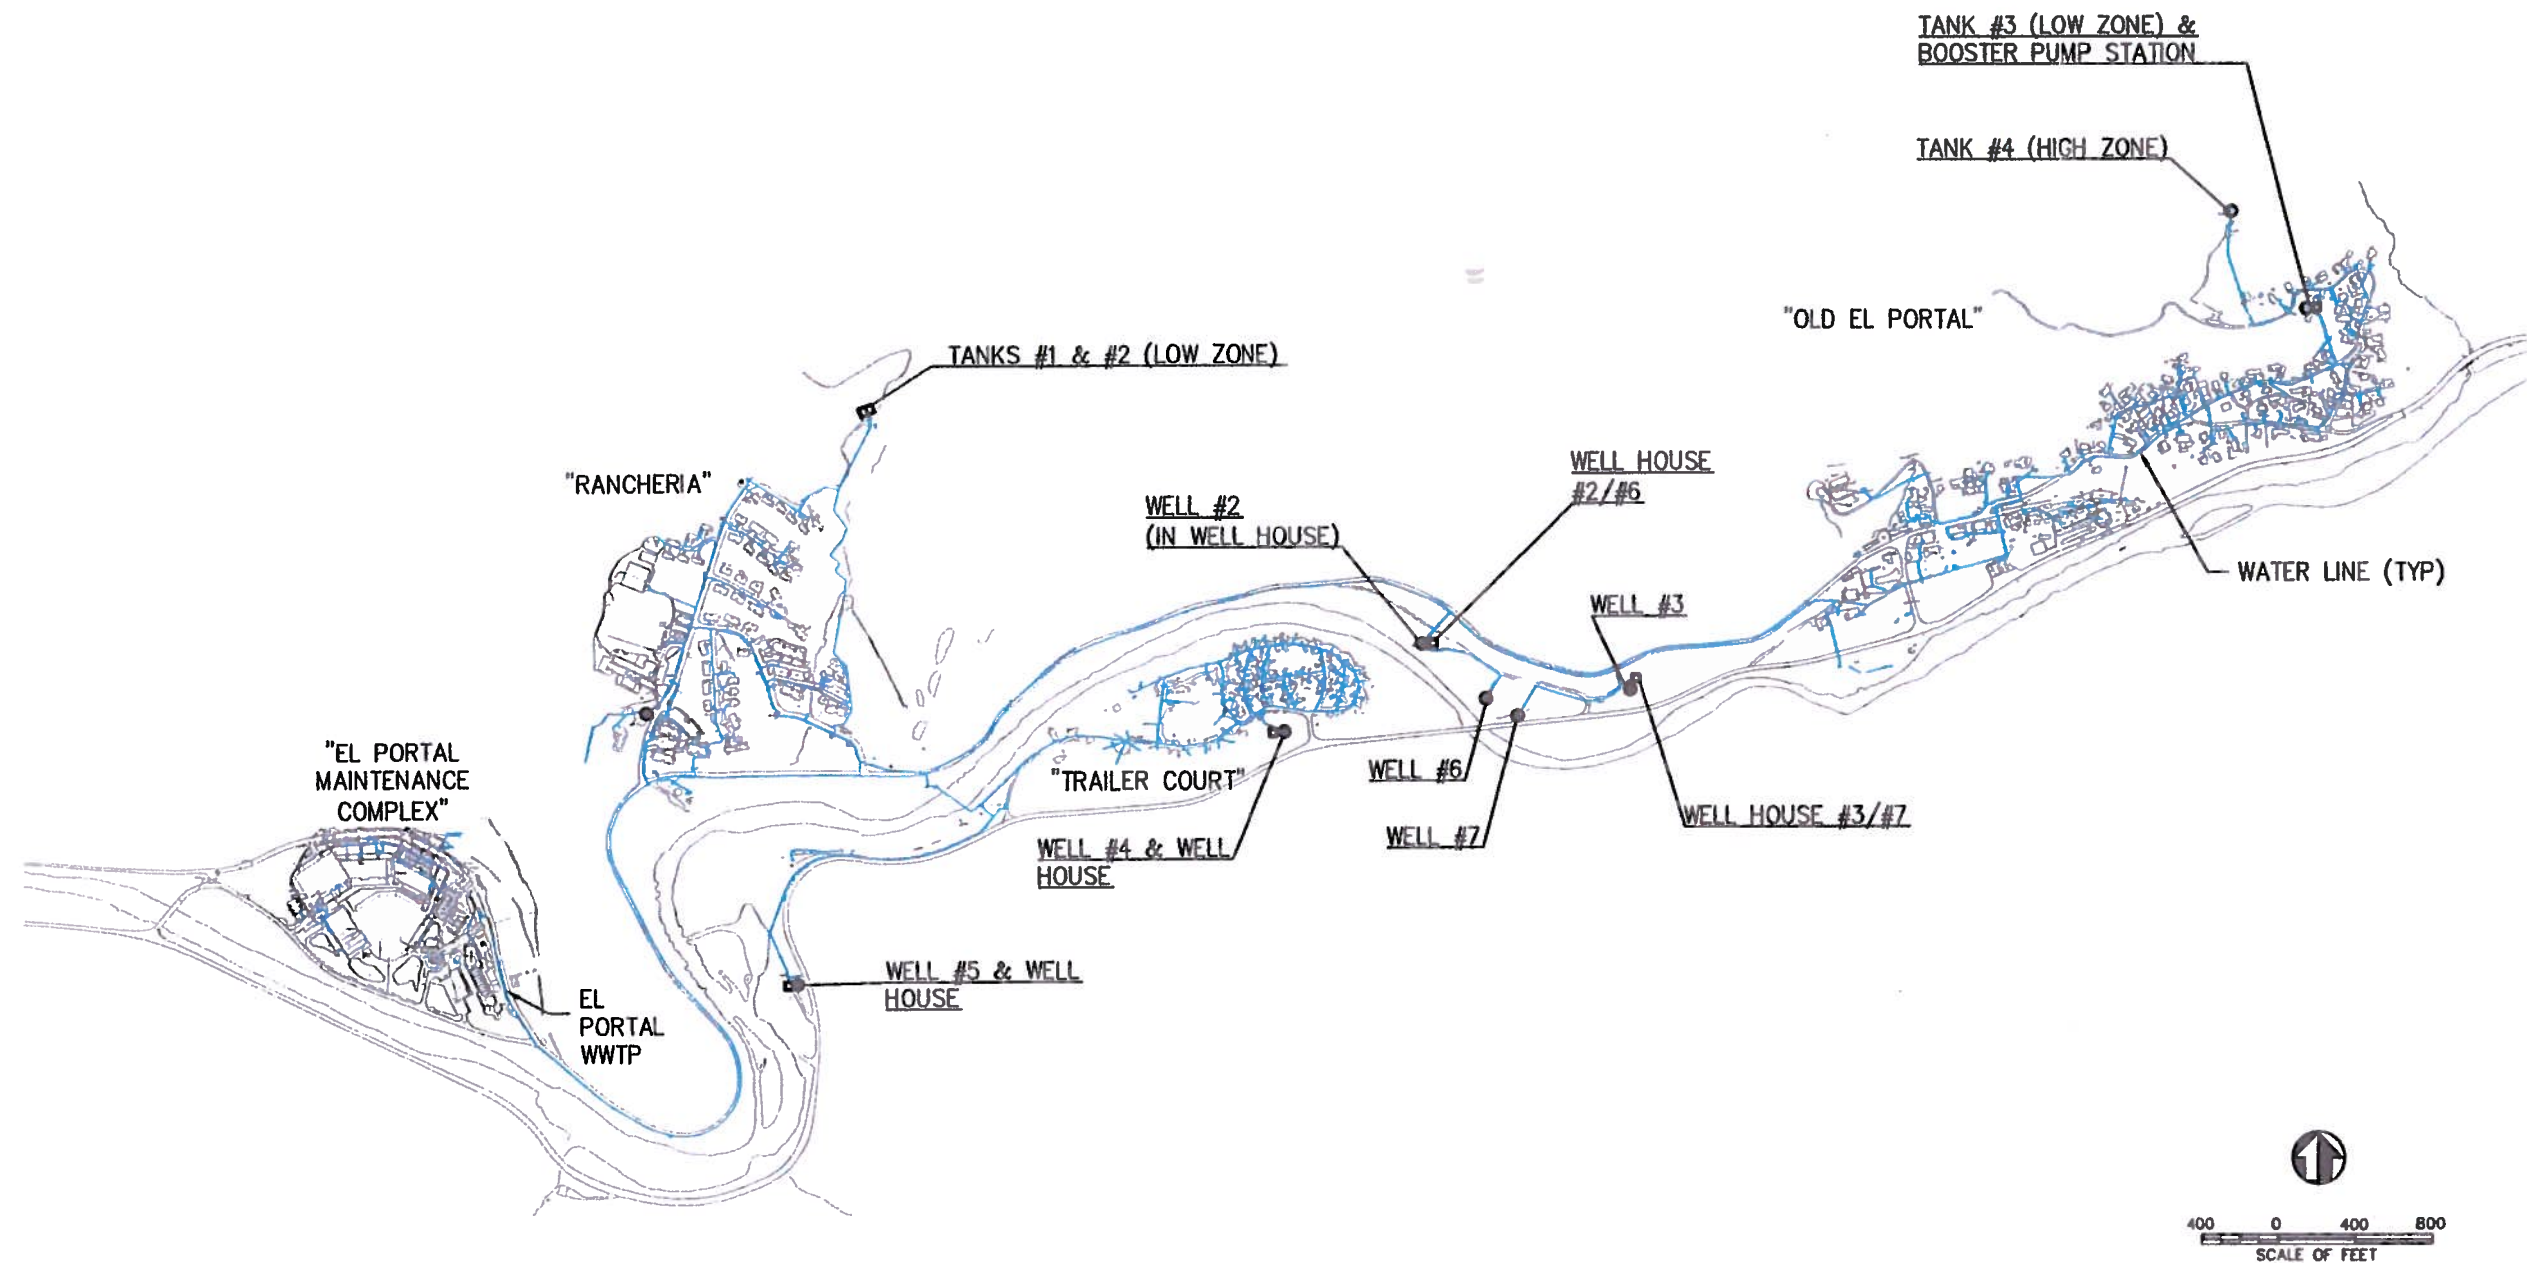 TANK #3 (LOW ZONE) &
BOOSTER PUMP STATION
TANK #4 (HIGH ZONE)
"OLD EL PORTAL"
TANKS #1 & #2 (LOW ZONE)
"RANCHERIA"
WELL HOUSE
#2/#6
WELL #2
(IN WELL HOUSE)
WATER LINE (TYP)
WELL #3
"EL PORTAL
MAINTENANCE
COMPLEX"
"TRAILER COURT"
WELL #6
WELL HOUSE #3/#7
WELL #7
WELL #4 & WELL
HOUSE
WELL #5 & WELL
HOUSE
EL
PORTAL
WWTP
400 0 400 800
SCALE OF FEET